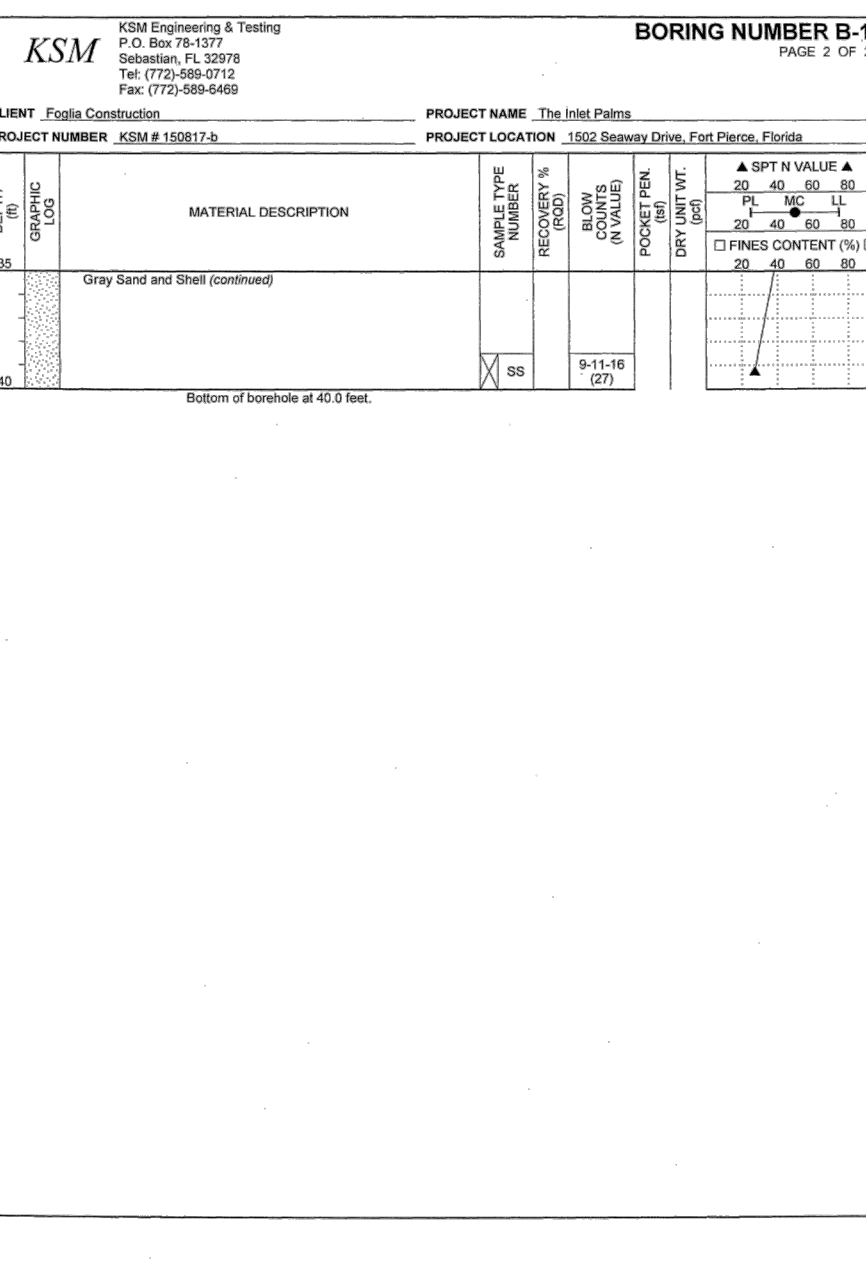 KSM
KSM Engineering & Testing
P.O. Box 78-1377
Sebastian, FL 32978
Tel: (772)-589-0712
Fax: (772)-589-6469
BORING NUMBER B-1
PAGE 2 OF
LIENT Foglia Construction
PROJECT NAME The Inlet Palms
ROJECT NUMBER KSM # 150817-b
PROJECT LOCATION 1502 Seaway Drive, Fort Pierce, Florida
(ft)
GRAPHIC LOG
MATERIAL DESCRIPTION
SAMPLE TYPE NUMBER
RECOVERY % (RQD)
BLOW COUNTS (N VALUE)
POCKET PEN. (tsf)
DRY UNIT WT. (pcf)
▲ SPT N VALUE ▲
20 40 60 80
PL MC LL
20 40 60 80
□ FINES CONTENT (%)
20 40 60 80
35
Gray Sand and Shell (continued)
SS
9-11-16
(27)
40
Bottom of borehole at 40.0 feet.